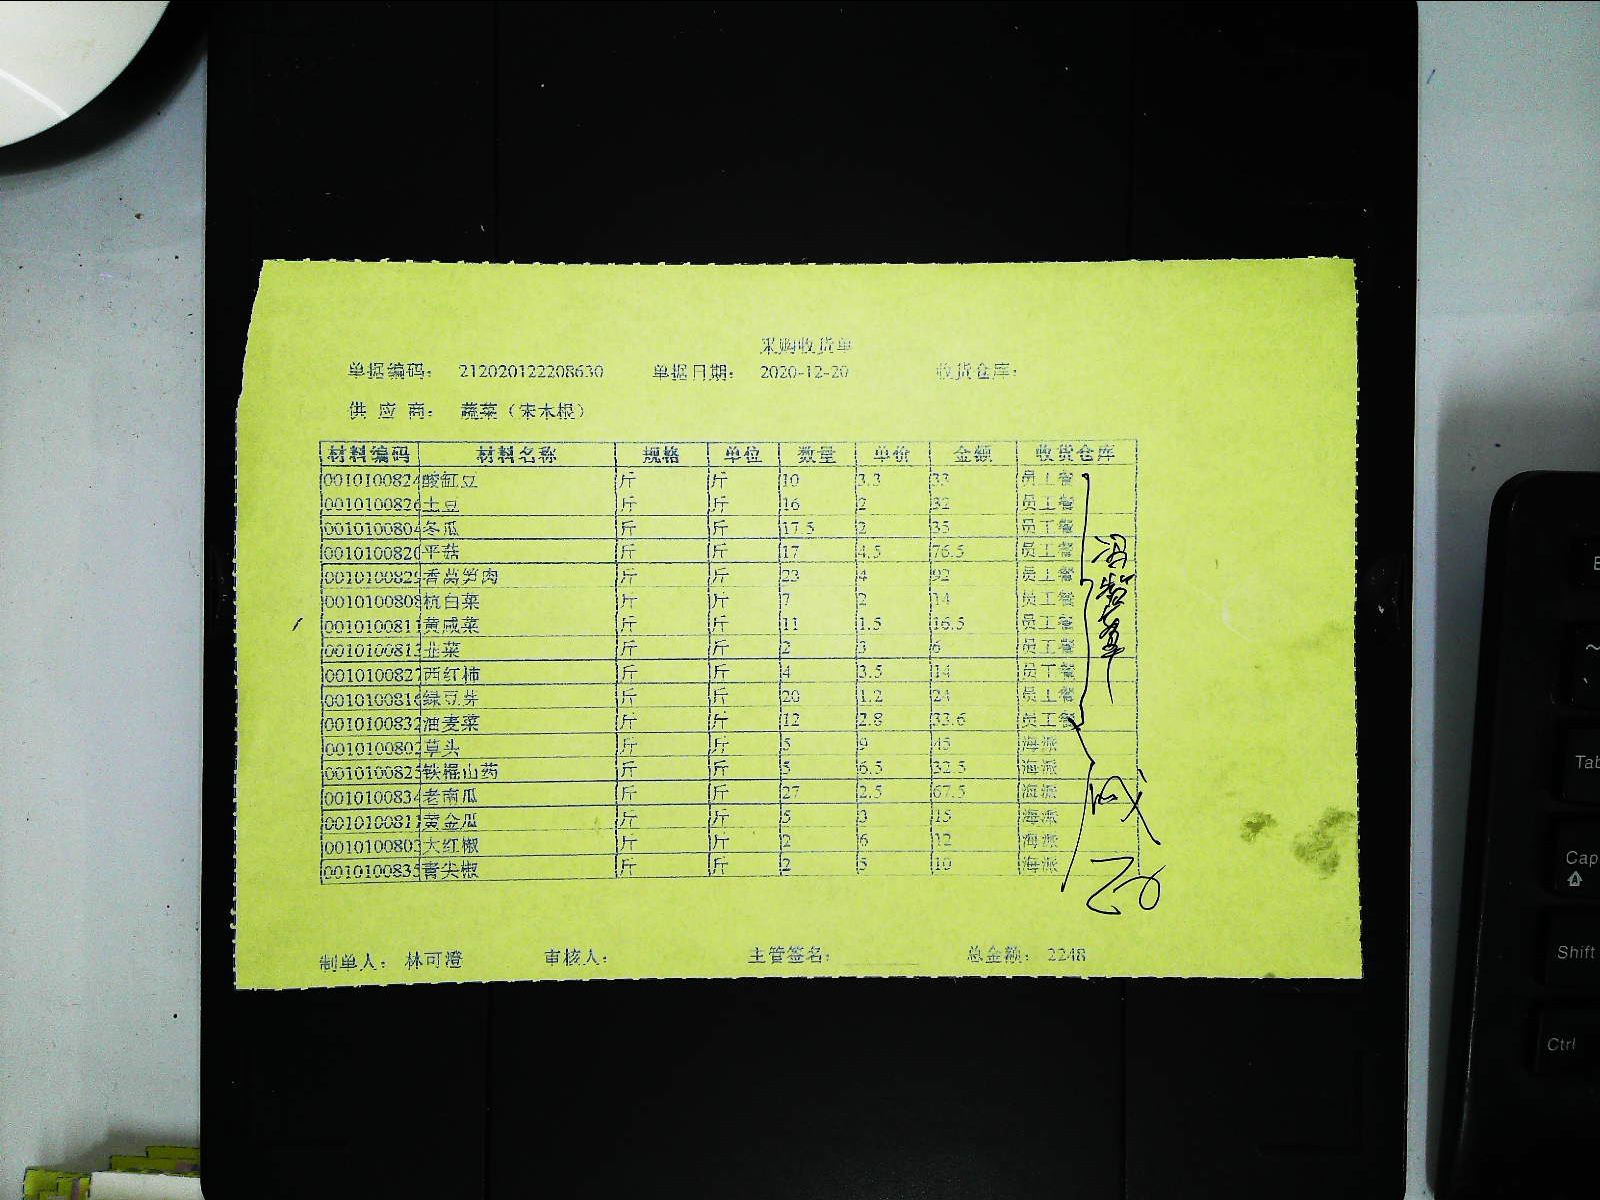 采购收货单
单据编码： 212020122208630 单据日期： 2020-12-20 收货仓库：
供 应 商： 蔬菜（宋木根）
材料编码 材料名称 规格 单位 数量 单价 金额 收货仓库
0010100824 酸缸豆 斤 斤 10 3.3 33 员工餐
0010100826 土豆 斤 斤 16 2 32 员工餐
0010100804 冬瓜 斤 斤 17.5 2 35 员工餐
0010100820 平菇 斤 斤 17 4.5 76.5 员工餐
0010100829 香莴笋肉 斤 斤 23 4 92 员工餐
0010100808 杭白菜 斤 斤 7 2 14 员工餐
0010100811 黄咸菜 斤 斤 11 1.5 16.5 员工餐
0010100813 韭菜 斤 斤 2 3 6 员工餐
0010100827 西红柿 斤 斤 4 3.5 14 员工餐
0010100816 绿豆芽 斤 斤 20 1.2 24 员工餐
0010100832 油麦菜 斤 斤 12 2.8 33.6 员工餐
0010100802 草头 斤 斤 5 9 45 海派
0010100825 铁棍山药 斤 斤 5 6.5 32.5 海派
0010100834 老南瓜 斤 斤 27 2.5 67.5 海派
0010100811 黄金瓜 斤 斤 5 3 15 海派
0010100803 大红椒 斤 斤 2 6 12 海派
0010100835 青尖椒 斤 斤 2 5 10 海派
制单人： 林可澄 审核人： 主管签名： 总金额： 2248
Tab
Cap
Shift
Ctrl